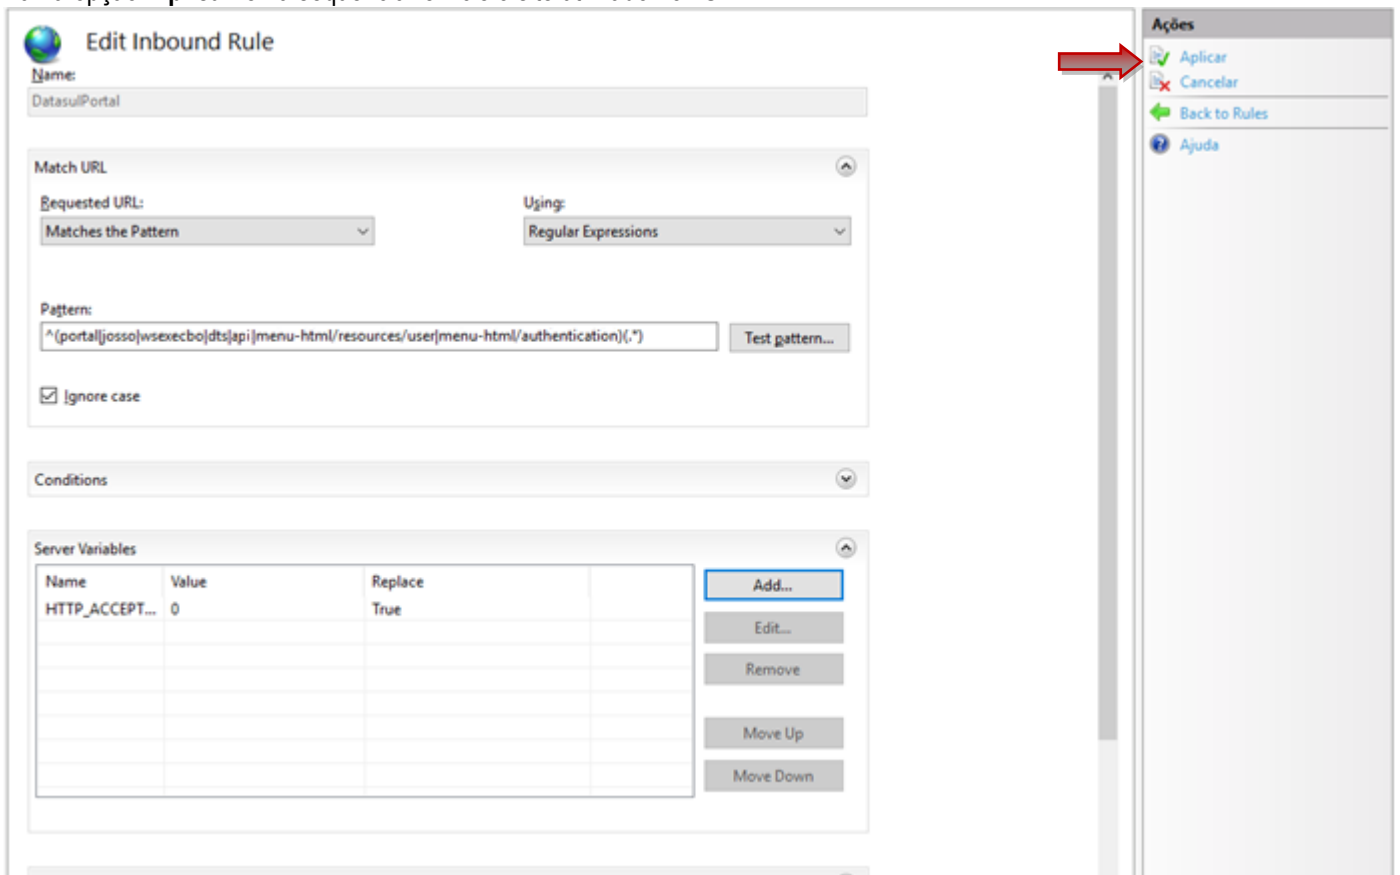 Edit Inbound Rule
Name:
DatasulPortal
Match URL
Requested URL:
Using:
Matches the Pattern
Regular Expressions
Pattern:
^(portal|josso|wsexecbo|dts|api|menu-html/resources/user|menu-html/authentication)(.*)
Test pattern...
Ignore case
Conditions
Server Variables
Name Value Replace
HTTP_ACCEPT... 0 True
Add...
Edit...
Remove
Move Up
Move Down
Ações
Aplicar
Cancelar
Back to Rules
Ajuda